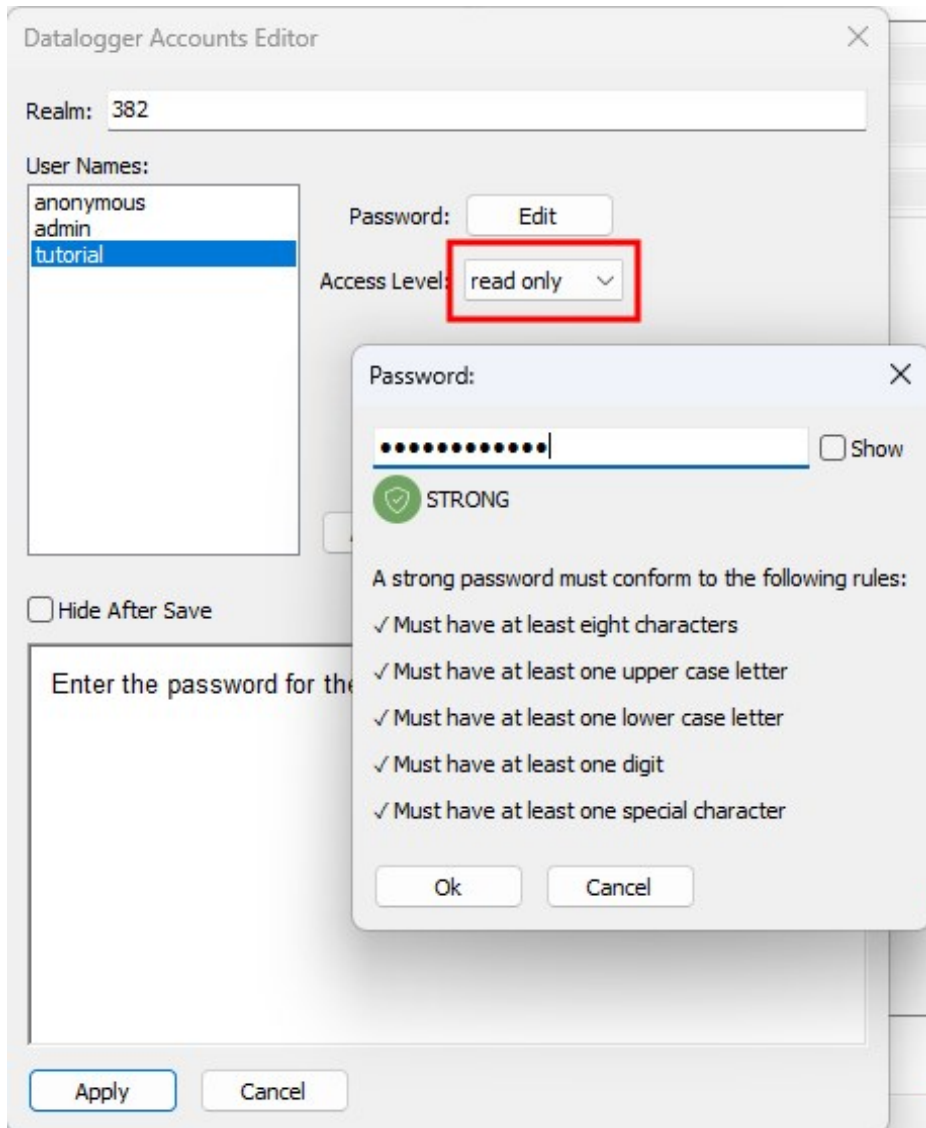 Datalogger Accounts Editor
Realm: 382
User Names:
anonymous
admin
tutorial
Password: Edit
Access Level: read only
Password:
●●●●●●●●●●●●
Show
STRONG
A strong password must conform to the following rules:
✓ Must have at least eight characters
✓ Must have at least one upper case letter
✓ Must have at least one lower case letter
✓ Must have at least one digit
✓ Must have at least one special character
Ok Cancel
Hide After Save
Enter the password for the
Apply Cancel